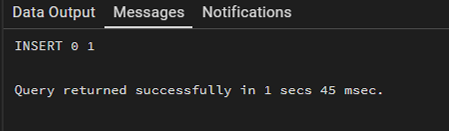 Data Output Messages Notifications
INSERT 0 1
Query returned successfully in 1 secs 45 msec.